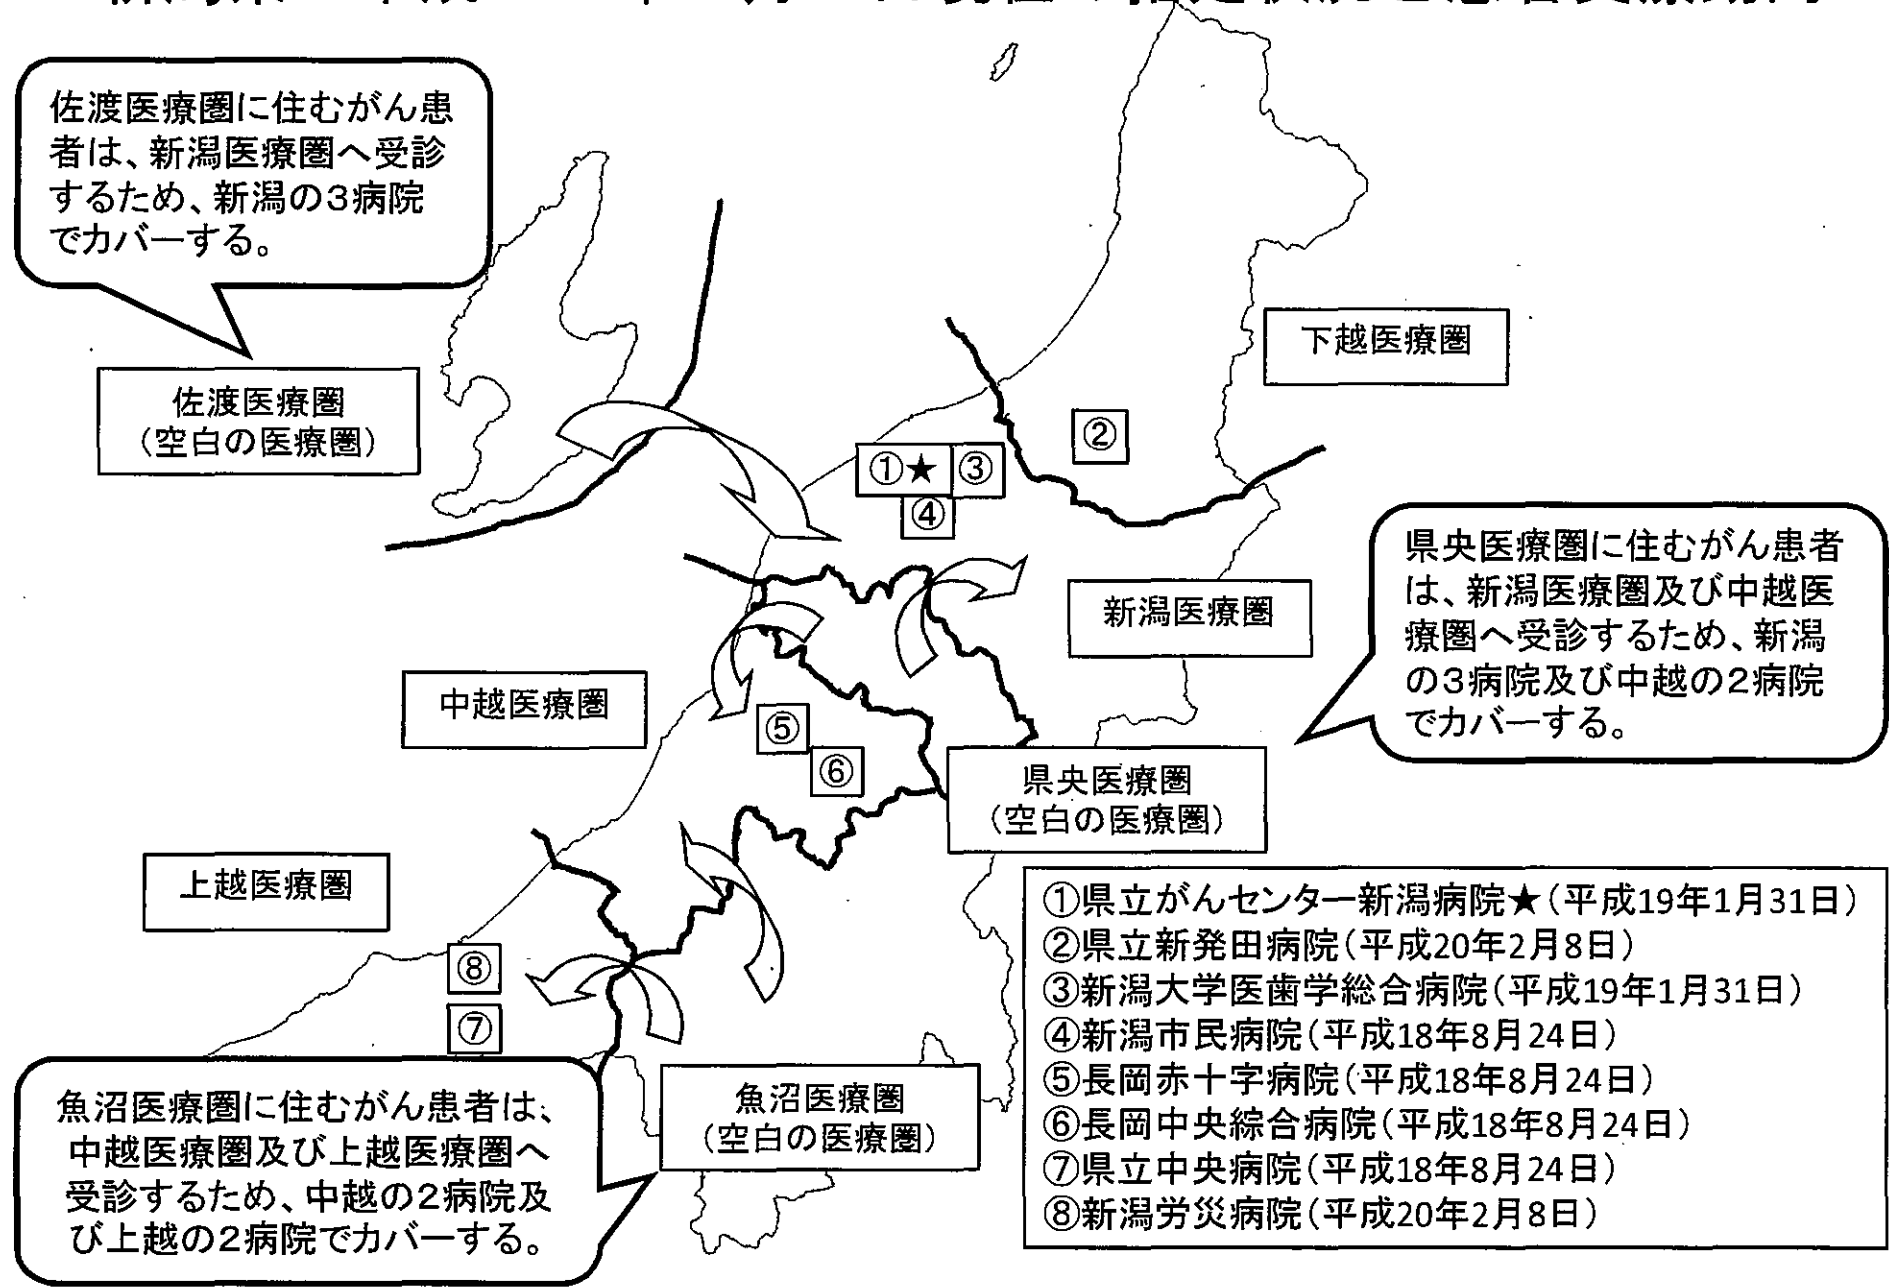 佐渡医療圏に住むがん患
者は、新潟医療圏へ受診
するため、新潟の３病院
でカバーする。
佐渡医療圏
（空白の医療圏）
下越医療圏
②
①★
③
④
県央医療圏に住むがん患者
は、新潟医療圏及び中越医
療圏へ受診するため、新潟
の３病院及び中越の２病院
でカバーする。
新潟医療圏
中越医療圏
⑤
⑥
県央医療圏
（空白の医療圏）
上越医療圏
⑧
⑦
魚沼医療圏に住むがん患者は、
中越医療圏及び上越医療圏へ
受診するため、中越の２病院及
び上越の２病院でカバーする。
魚沼医療圏
（空白の医療圏）
①県立がんセンター新潟病院★（平成19年1月31日）
②県立新発田病院（平成20年2月8日）
③新潟大学医歯学総合病院（平成19年1月31日）
④新潟市民病院（平成18年8月24日）
⑤長岡赤十字病院（平成18年8月24日）
⑥長岡中央綜合病院（平成18年8月24日）
⑦県立中央病院（平成18年8月24日）
⑧新潟労災病院（平成20年2月8日）